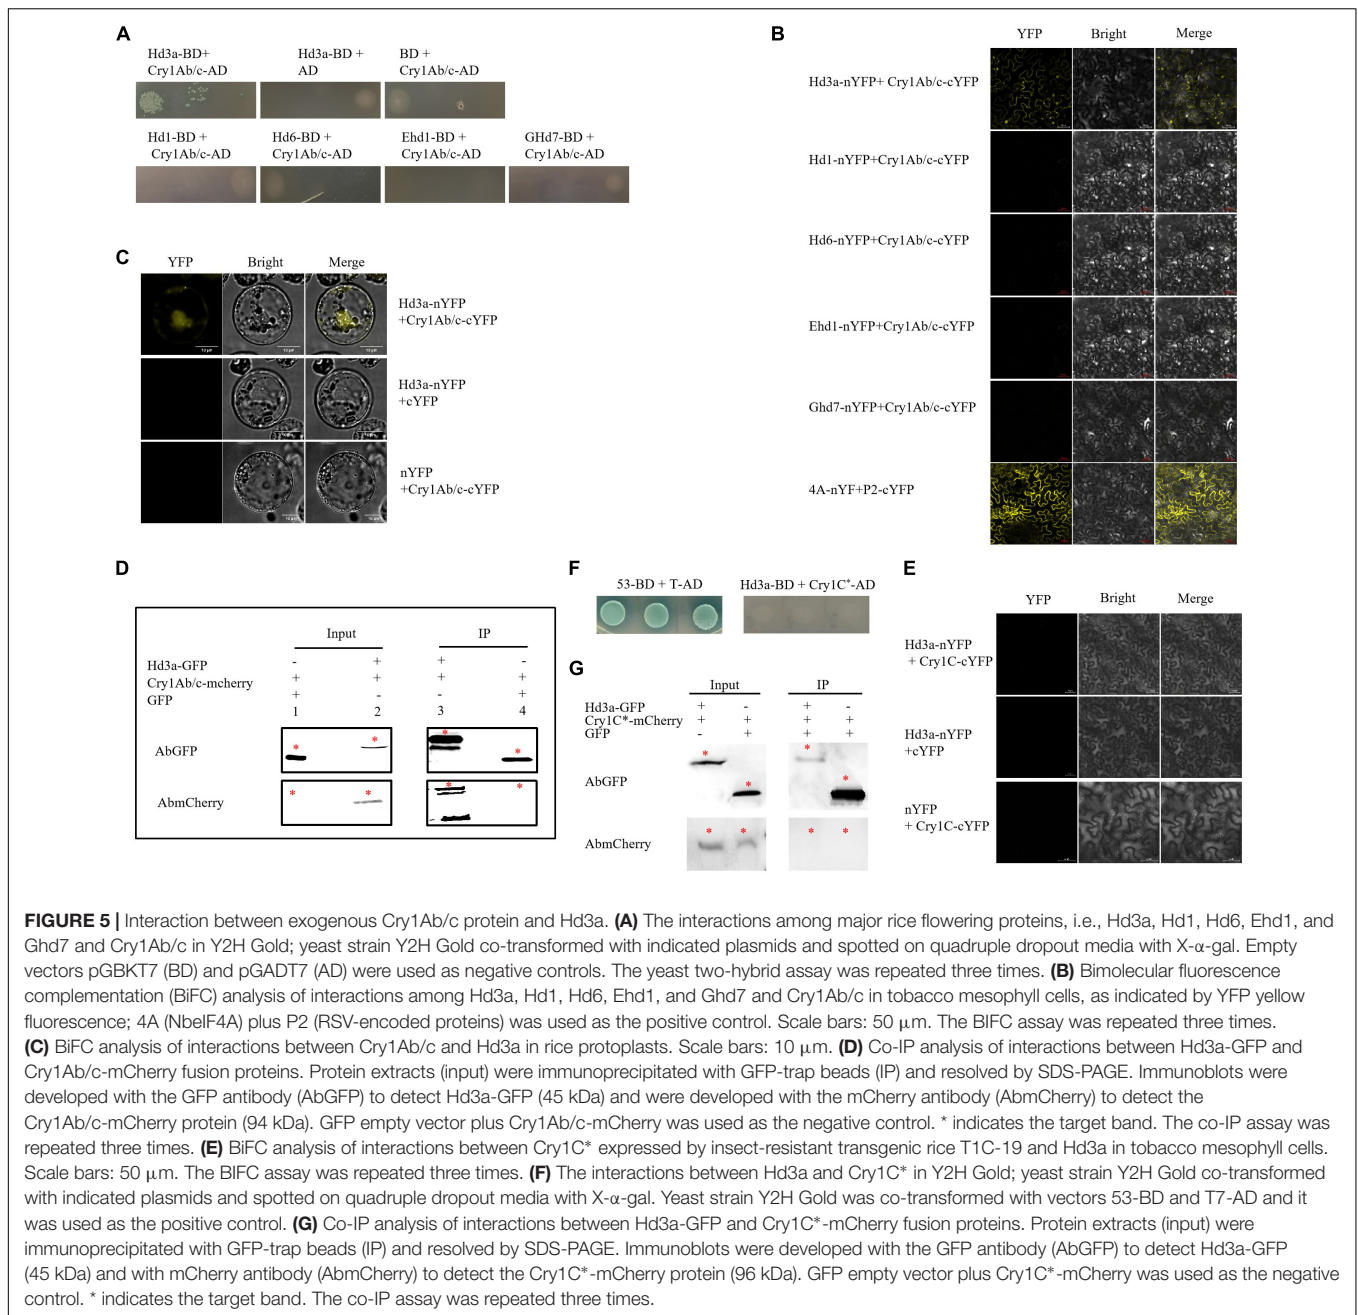 A
Hd3a-BD+
Cry1Ab/c-AD
Hd3a-BD +
AD
BD +
Cry1Ab/c-AD
Hd1-BD +
Cry1Ab/c-AD
Hd6-BD +
Cry1Ab/c-AD
Ehd1-BD +
Cry1Ab/c-AD
GHd7-BD +
Cry1Ab/c-AD
B
YFP Bright Merge
Hd3a-nYFP+ Cry1Ab/c-cYFP
Hd1-nYFP+Cry1Ab/c-cYFP
Hd6-nYFP+Cry1Ab/c-cYFP
Ehd1-nYFP+Cry1Ab/c-cYFP
Ghd7-nYFP+Cry1Ab/c-cYFP
4A-nYF+P2-cYFP
C
YFP Bright Merge
Hd3a-nYFP
+Cry1Ab/c-cYFP
Hd3a-nYFP
+cYFP
nYFP
+Cry1Ab/c-cYFP
D
Input IP
Hd3a-GFP - + + -
Cry1Ab/c-mcherry + + + +
GFP + - - +
1 2 3 4
AbGFP * * * *
AbmCherry * * * *
F
53-BD + T-AD Hd3a-BD + Cry1C*-AD
G
Input IP
Hd3a-GFP + - + -
Cry1C*-mCherry + + + +
GFP - + + +
AbGFP * * * *
AbmCherry * * * *
E
YFP Bright Merge
Hd3a-nYFP
+ Cry1C-cYFP
Hd3a-nYFP
+cYFP
nYFP
+ Cry1C-cYFP
FIGURE 5 | Interaction between exogenous Cry1Ab/c protein and Hd3a. (A) The interactions among major rice flowering proteins, i.e., Hd3a, Hd1, Hd6, Ehd1, and
Ghd7 and Cry1Ab/c in Y2H Gold; yeast strain Y2H Gold co-transformed with indicated plasmids and spotted on quadruple dropout media with X-α-gal. Empty
vectors pGBKT7 (BD) and pGADT7 (AD) were used as negative controls. The yeast two-hybrid assay was repeated three times. (B) Bimolecular fluorescence
complementation (BiFC) analysis of interactions among Hd3a, Hd1, Hd6, Ehd1, and Ghd7 and Cry1Ab/c in tobacco mesophyll cells, as indicated by YFP yellow
fluorescence; 4A (NbeIF4A) plus P2 (RSV-encoded proteins) was used as the positive control. Scale bars: 50 μm. The BIFC assay was repeated three times.
(C) BiFC analysis of interactions between Cry1Ab/c and Hd3a in rice protoplasts. Scale bars: 10 μm. (D) Co-IP analysis of interactions between Hd3a-GFP and
Cry1Ab/c-mCherry fusion proteins. Protein extracts (input) were immunoprecipitated with GFP-trap beads (IP) and resolved by SDS-PAGE. Immunoblots were
developed with the GFP antibody (AbGFP) to detect Hd3a-GFP (45 kDa) and were developed with the mCherry antibody (AbmCherry) to detect the
Cry1Ab/c-mCherry protein (94 kDa). GFP empty vector plus Cry1Ab/c-mCherry was used as the negative control. * indicates the target band. The co-IP assay was
repeated three times. (E) BiFC analysis of interactions between Cry1C* expressed by insect-resistant transgenic rice T1C-19 and Hd3a in tobacco mesophyll cells.
Scale bars: 50 μm. The BIFC assay was repeated three times. (F) The interactions between Hd3a and Cry1C* in Y2H Gold; yeast strain Y2H Gold co-transformed
with indicated plasmids and spotted on quadruple dropout media with X-α-gal. Yeast strain Y2H Gold was co-transformed with vectors 53-BD and T7-AD and it
was used as the positive control. (G) Co-IP analysis of interactions between Hd3a-GFP and Cry1C*-mCherry fusion proteins. Protein extracts (input) were
immunoprecipitated with GFP-trap beads (IP) and resolved by SDS-PAGE. Immunoblots were developed with the GFP antibody (AbGFP) to detect Hd3a-GFP
(45 kDa) and with mCherry antibody (AbmCherry) to detect the Cry1C*-mCherry protein (96 kDa). GFP empty vector plus Cry1C*-mCherry was used as the negative
control. * indicates the target band. The co-IP assay was repeated three times.